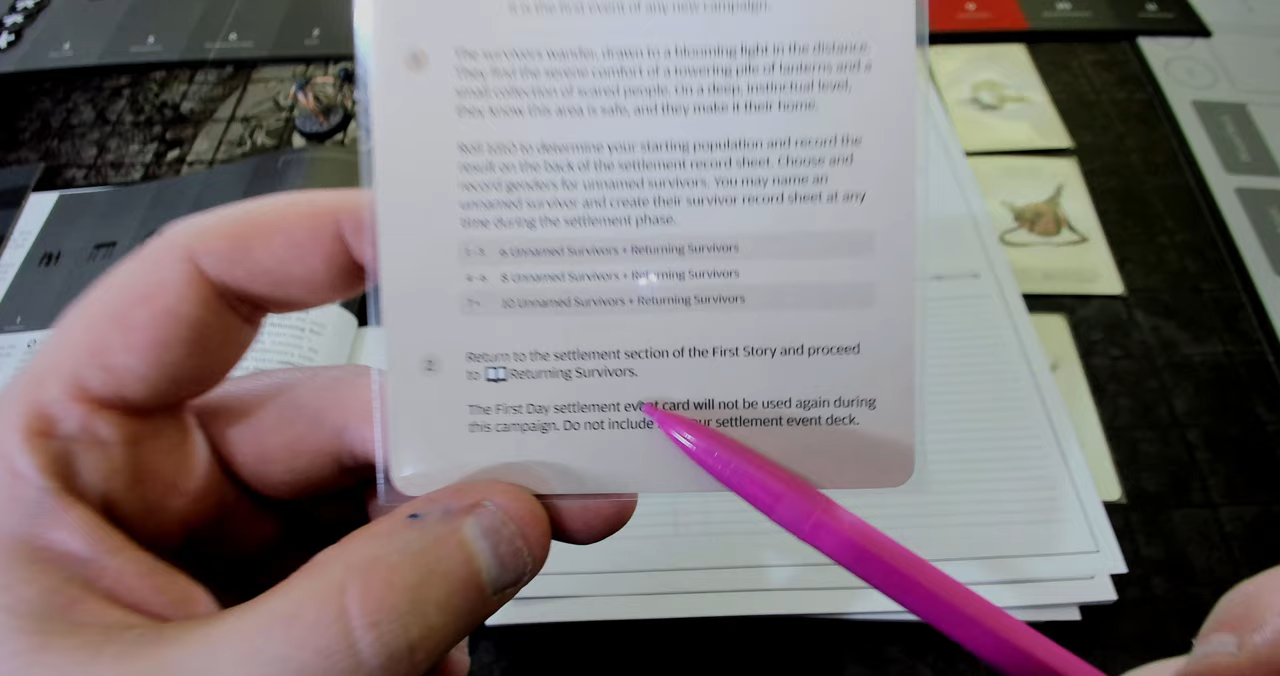 It is the first event of any new campaign.
The survivors wander, drawn to a blooming light in the distance.
They find the serene comfort of a towering pile of lanterns and a
small collection of scared people. On a deep, instinctual level,
they know this area is safe, and they make it their home.
Roll 1d10 to determine your starting population and record the
result on the back of the settlement record sheet. Choose and
record genders for unnamed survivors. You may name an
unnamed survivor and create their survivor record sheet at any
time during the settlement phase.
1-3 6 Unnamed Survivors + Returning Survivors
4-6 8 Unnamed Survivors + Returning Survivors
7+ 10 Unnamed Survivors + Returning Survivors
2 Return to the settlement section of the First Story and proceed
to Returning Survivors.
The First Day settlement event card will not be used again during
this campaign. Do not include settlement event deck.